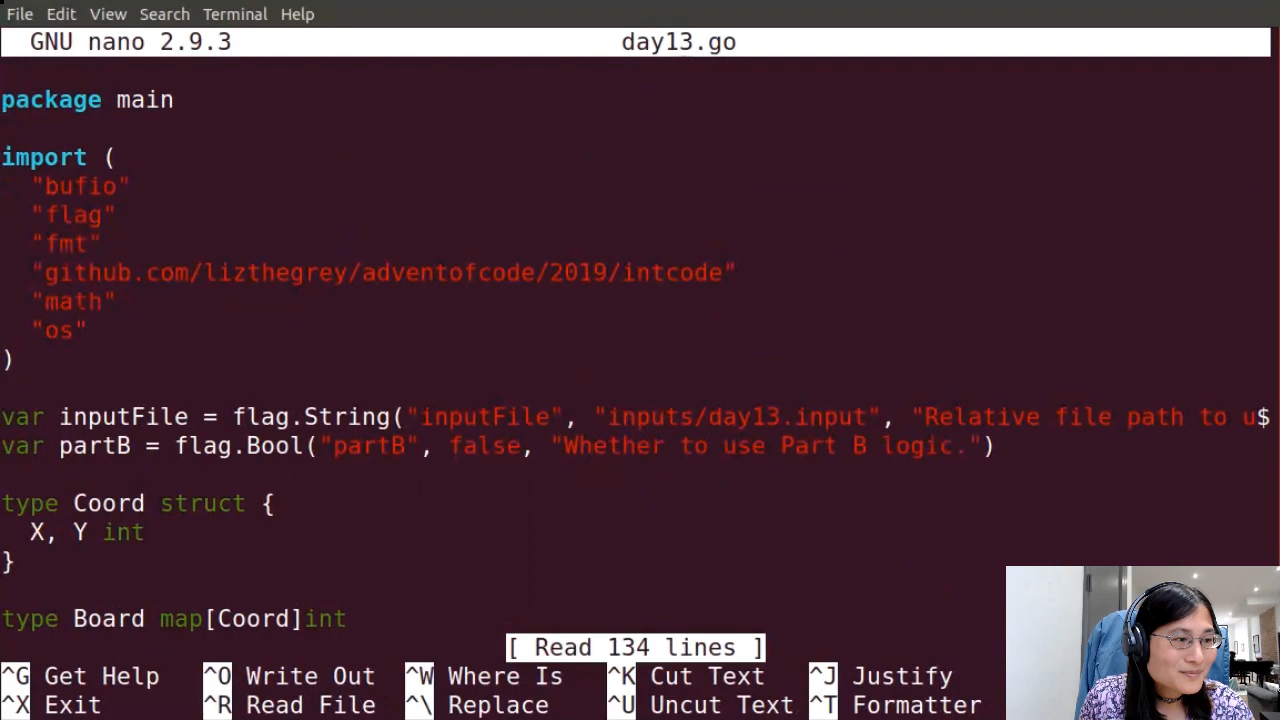 File Edit View Search Terminal Help
GNU nano 2.9.3 day13.go
package main
import (
"bufio"
"flag"
"fmt"
"github.com/lizthegrey/adventofcode/2019/intcode"
"math"
"os"
)
var inputFile = flag.String("inputFile", "inputs/day13.input", "Relative file path to u$
var partB = flag.Bool("partB", false, "Whether to use Part B logic.")
type Coord struct {
X, Y int
}
type Board map[Coord]int
[ Read 134 lines ]
^G Get Help ^O Write Out ^W Where Is ^K Cut Text ^J Justify
^X Exit ^R Read File ^\ Replace ^U Uncut Text ^T Formatter